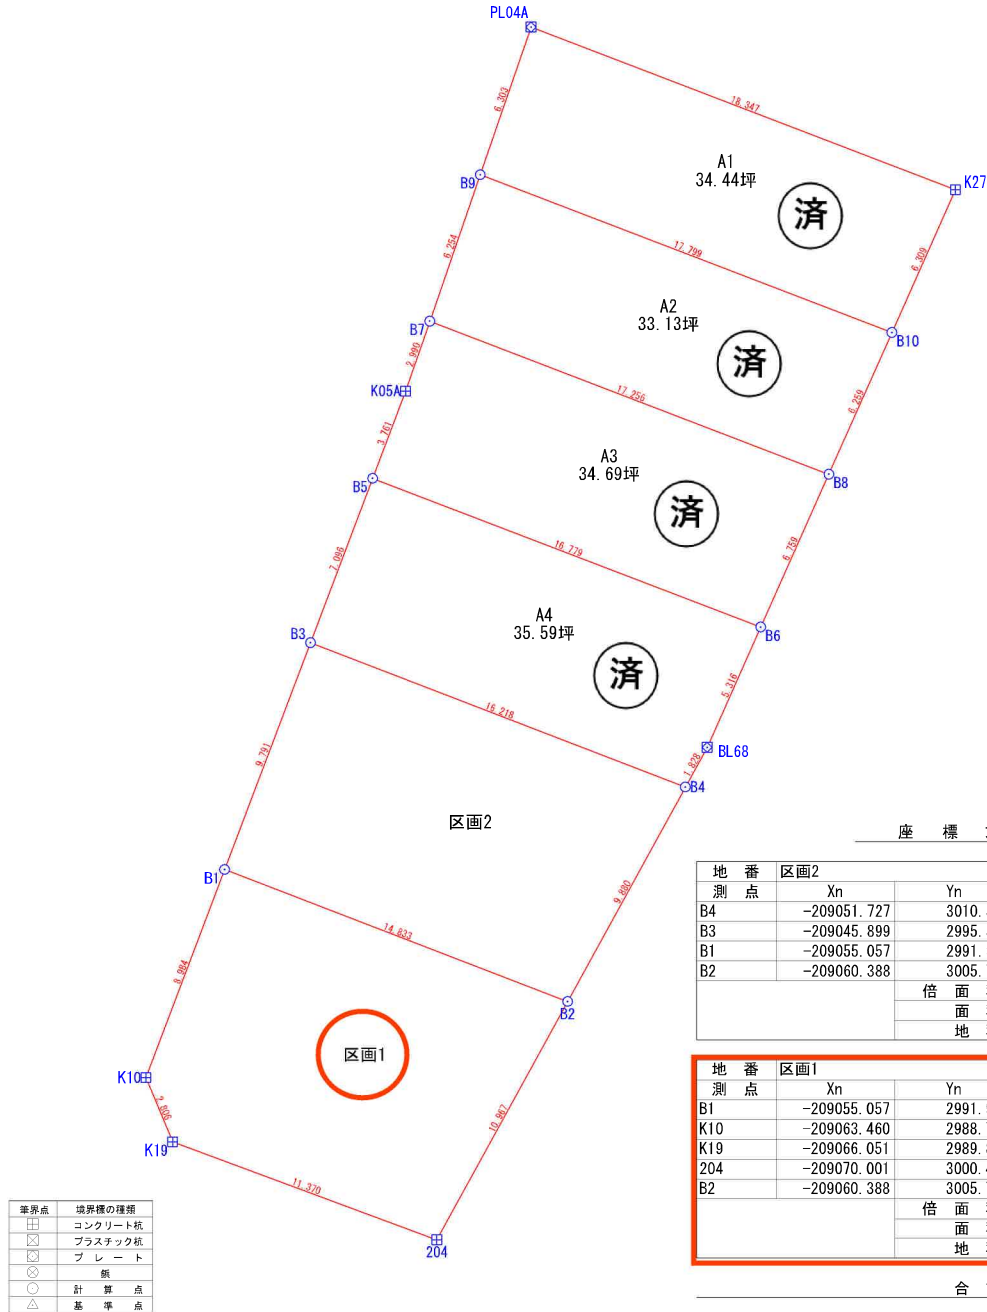 PL04A
18.347
6.303
A1
34.44坪
済
K27
B9
17.799
6.309
6.254
A2
33.13坪
済
B7
B10
2.990
K05A
17.256
6.259
3.761
A3
34.69坪
済
B5
B8
16.779
6.759
7.096
A4
35.59坪
済
B3
B6
16.218
5.316
BL68
1.828
B4
9.791
区画2
9.880
B1
14.833
8.984
B2
区画1
10.967
K10
2.806
K19
11.370
204
座 標
地 番 区画2
測 点 Xn Yn
B4 -209051.727 3010.
B3 -209045.899 2995.
B1 -209055.057 2991.
B2 -209060.388 3005.
倍 面
面
地
地 番 区画1
測 点 Xn Yn
B1 -209055.057 2991.
K10 -209063.460 2988.
K19 -209066.051 2989.
204 -209070.001 3000.
B2 -209060.388 3005.
倍 面
面
地
合
筆界点 境界標の種類
コンクリート杭
プラスチック杭
プレート
鋲
計算点
基準点